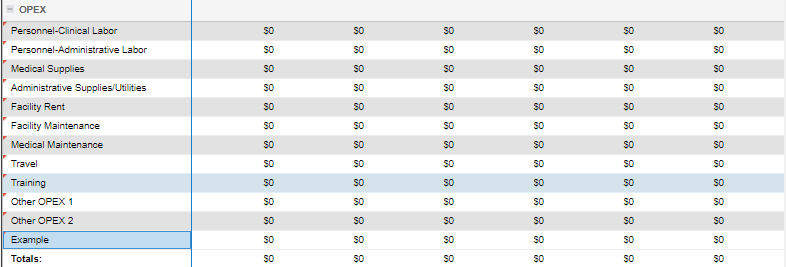 OPEX
Personnel-Clinical Labor $0 $0 $0 $0 $0 $0
Personnel-Administrative Labor $0 $0 $0 $0 $0 $0
Medical Supplies $0 $0 $0 $0 $0 $0
Administrative Supplies/Utilities $0 $0 $0 $0 $0 $0
Facility Rent $0 $0 $0 $0 $0 $0
Facility Maintenance $0 $0 $0 $0 $0 $0
Medical Maintenance $0 $0 $0 $0 $0 $0
Travel $0 $0 $0 $0 $0 $0
Training $0 $0 $0 $0 $0 $0
Other OPEX 1 $0 $0 $0 $0 $0 $0
Other OPEX 2 $0 $0 $0 $0 $0 $0
Example $0 $0 $0 $0 $0 $0
Totals: $0 $0 $0 $0 $0 $0